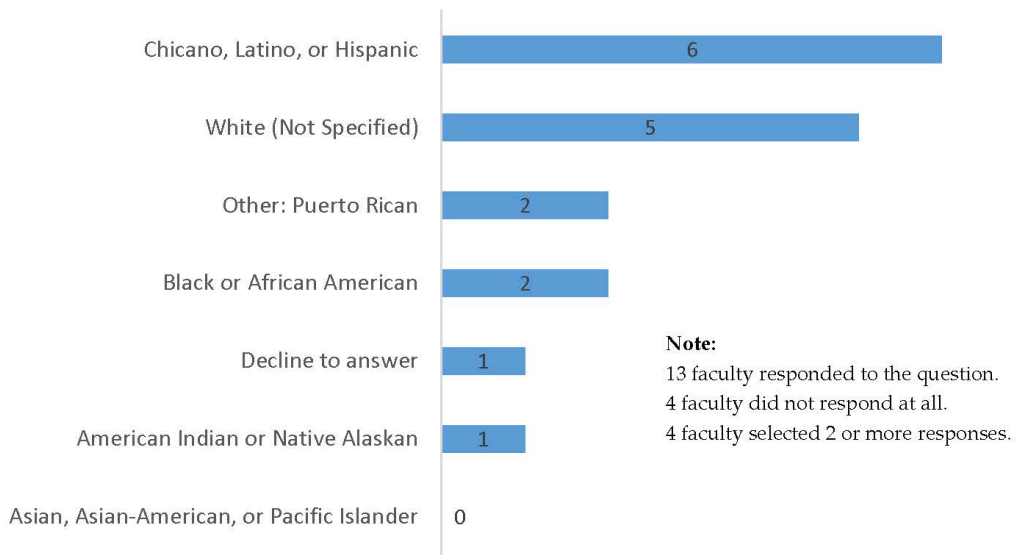 Chicano, Latino, or Hispanic 6
White (Not Specified) 5
Other: Puerto Rican 2
Black or African American 2
Decline to answer 1
American Indian or Native Alaskan 1
Asian, Asian-American, or Pacific Islander 0
Note:
13 faculty responded to the question.
4 faculty did not respond at all.
4 faculty selected 2 or more responses.